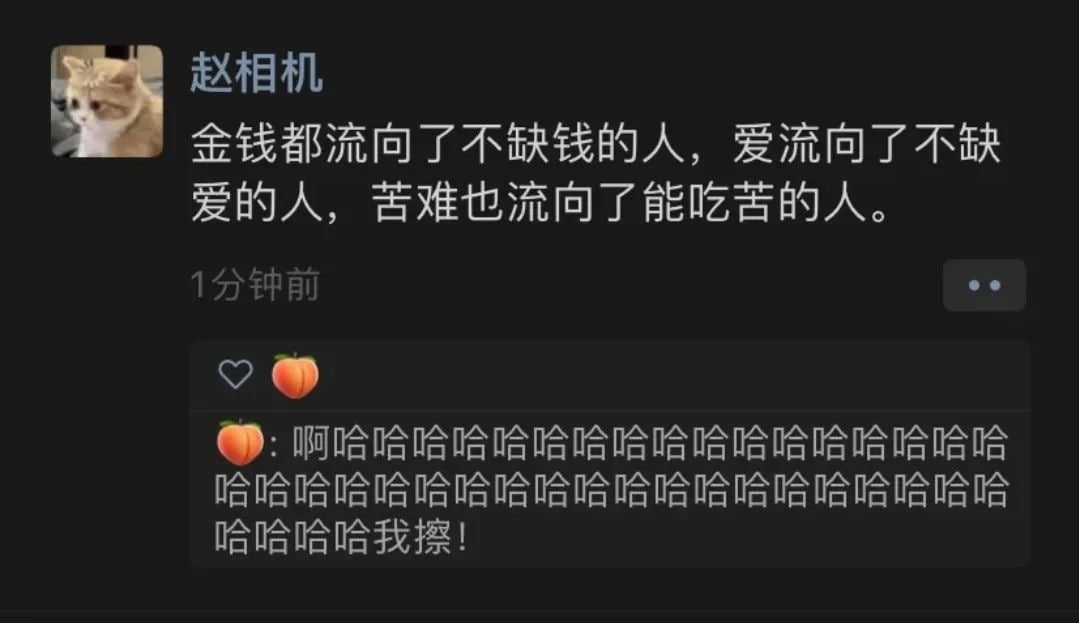 赵相机
金钱都流向了不缺钱的人，爱流向了不缺
爱的人，苦难也流向了能吃苦的人。
1分钟前
🍑
🍑: 啊哈哈哈哈哈哈哈哈哈哈哈哈哈哈哈哈哈
哈哈哈哈哈哈哈哈哈哈哈哈哈哈哈哈哈哈哈哈
哈哈哈哈我擦！